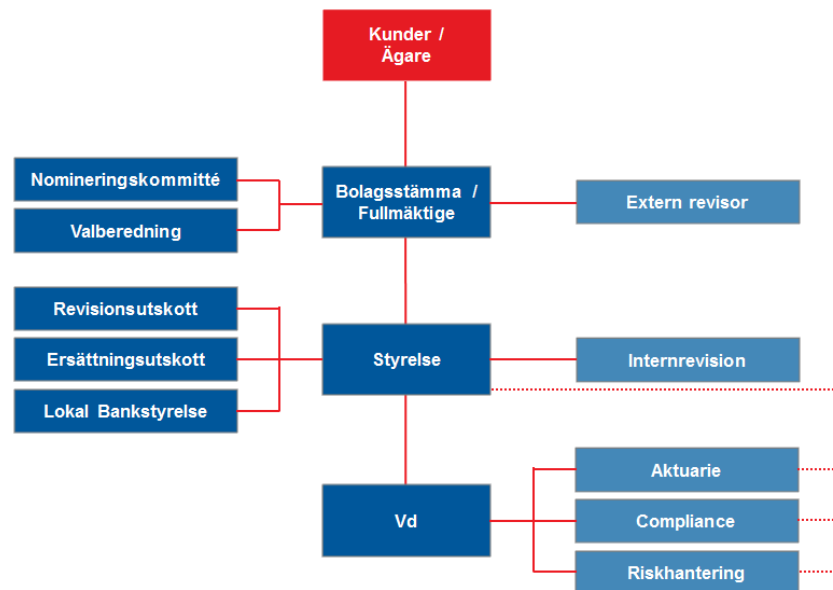 Kunder /
Ägare
Nomineringskommitté
Bolagsstämma /
Fullmäktige
Extern revisor
Valberedning
Revisionsutskott
Ersättningsutskott
Styrelse
Internrevision
Lokal Bankstyrelse
Aktuarie
Vd
Compliance
Riskhantering